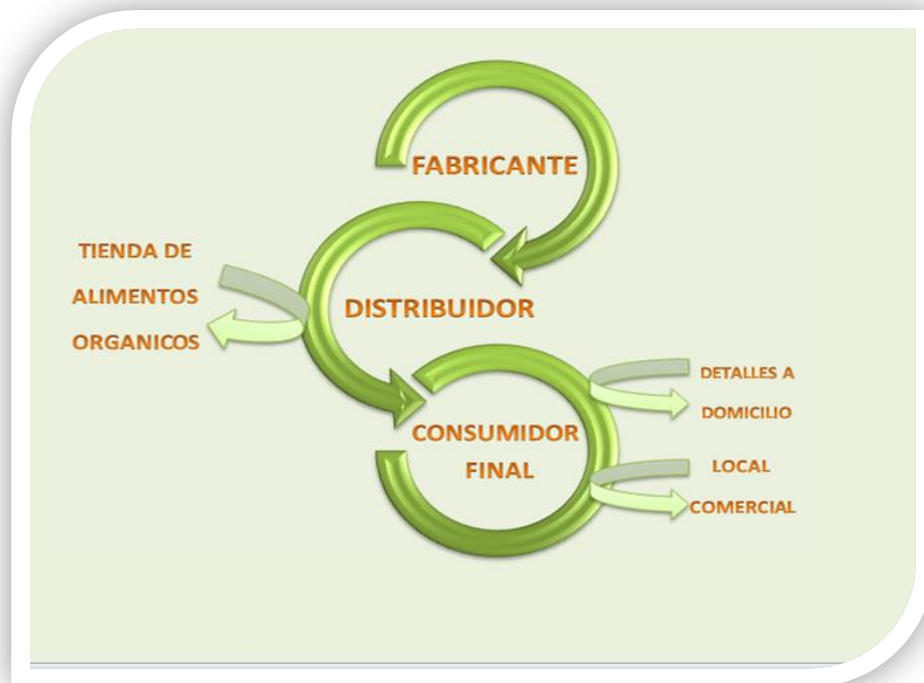 FABRICANTE
TIENDA DE
ALIMENTOS
ORGANICOS
DISTRIBUIDOR
CONSUMIDOR
FINAL
DETALLES A
DOMICILIO
LOCAL
COMERCIAL